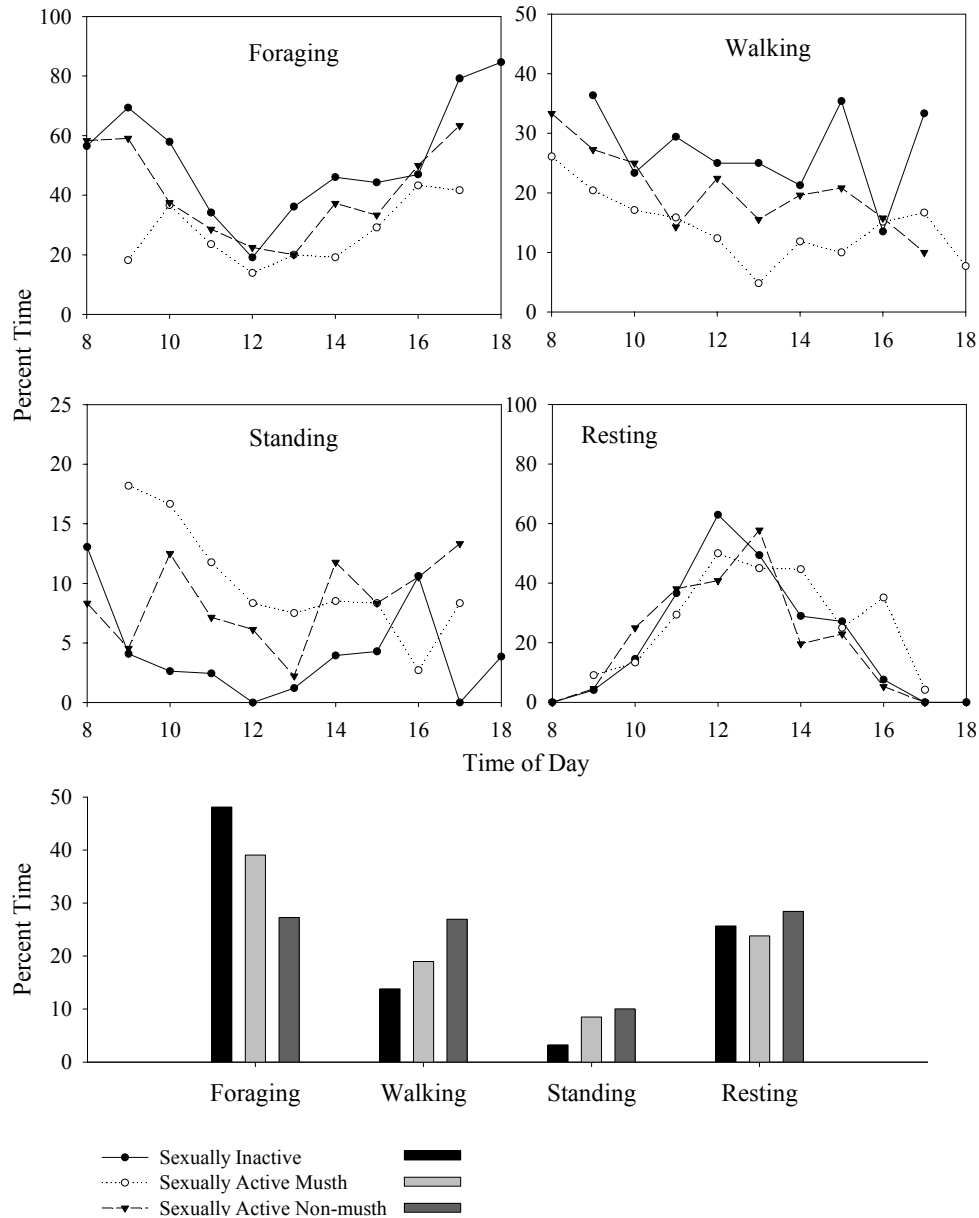 100
80
60
40
20
0
Foraging
8 10 12 14 16 18
50
40
30
20
10
0
Walking
8 10 12 14 16 18
Percent Time
25
20
15
10
5
0
Standing
8 10 12 14 16 18
100
80
60
40
20
0
Resting
8 10 12 14 16 18
Time of Day
Percent Time
50
40
30
20
10
0
Foraging Walking Standing Resting
Sexually Inactive
Sexually Active Musth
Sexually Active Non-musth